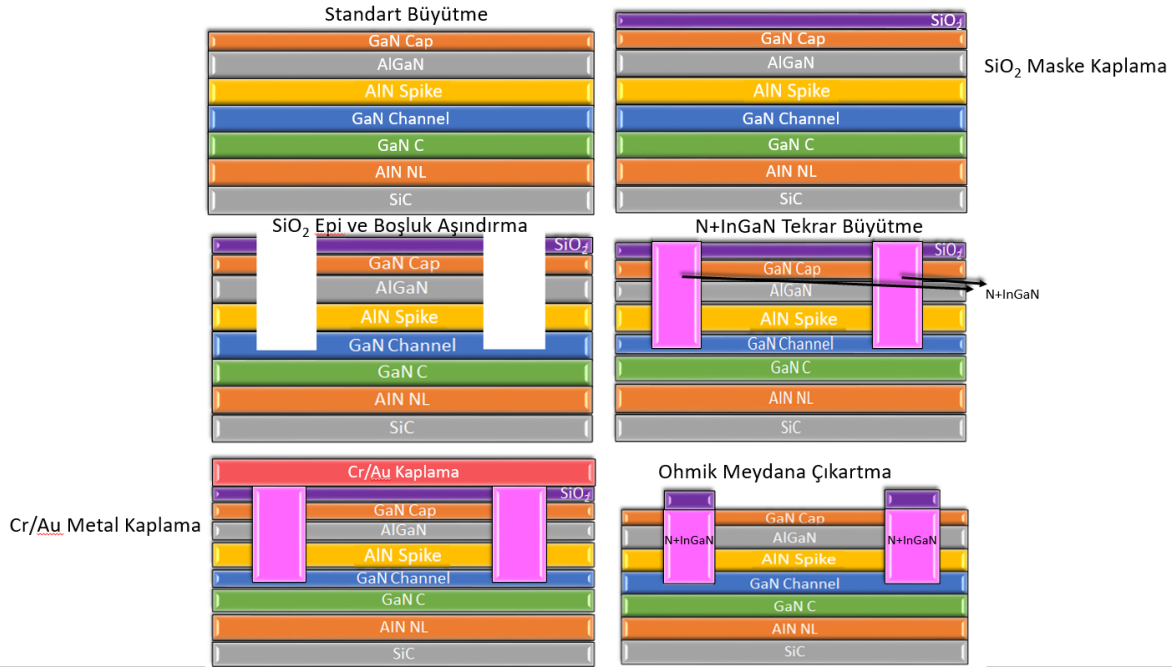 Standart Büyütme
GaN Cap
AlGaN
AlN Spike
GaN Channel
GaN C
AlN NL
SiC
SiO₂
GaN Cap
AlGaN
AlN Spike
GaN Channel
GaN C
AlN NL
SiC
SiO₂ Maske Kaplama
SiO₂ Epi ve Boşluk Aşındırma
SiO₂
GaN Cap
AlGaN
AlN Spike
GaN Channel
GaN C
AlN NL
SiC
N+InGaN Tekrar Büyütme
SiO₂
GaN Cap
AlGaN
N+InGaN
AlN Spike
GaN Channel
GaN C
AlN NL
SiC
Cr/Au Metal Kaplama
Cr/Au Kaplama
SiO₂
GaN Cap
AlGaN
AlN Spike
GaN Channel
GaN C
AlN NL
SiC
Ohmik Meydana Çıkartma
GaN Cap
AlGaN
N+InGaN
N+InGaN
AlN Spike
GaN Channel
GaN C
AlN NL
SiC